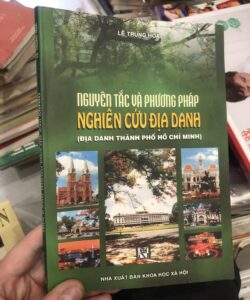 LÊ TRUNG HOA
NGUYÊN TẮC VÀ PHƯƠNG PHÁP
NGHIÊN CỨU ĐỊA DANH
(ĐỊA DANH THÀNH PHỐ HỒ CHÍ MINH)
NHÀ XUẤT BẢN KHOA HỌC XÃ HỘI